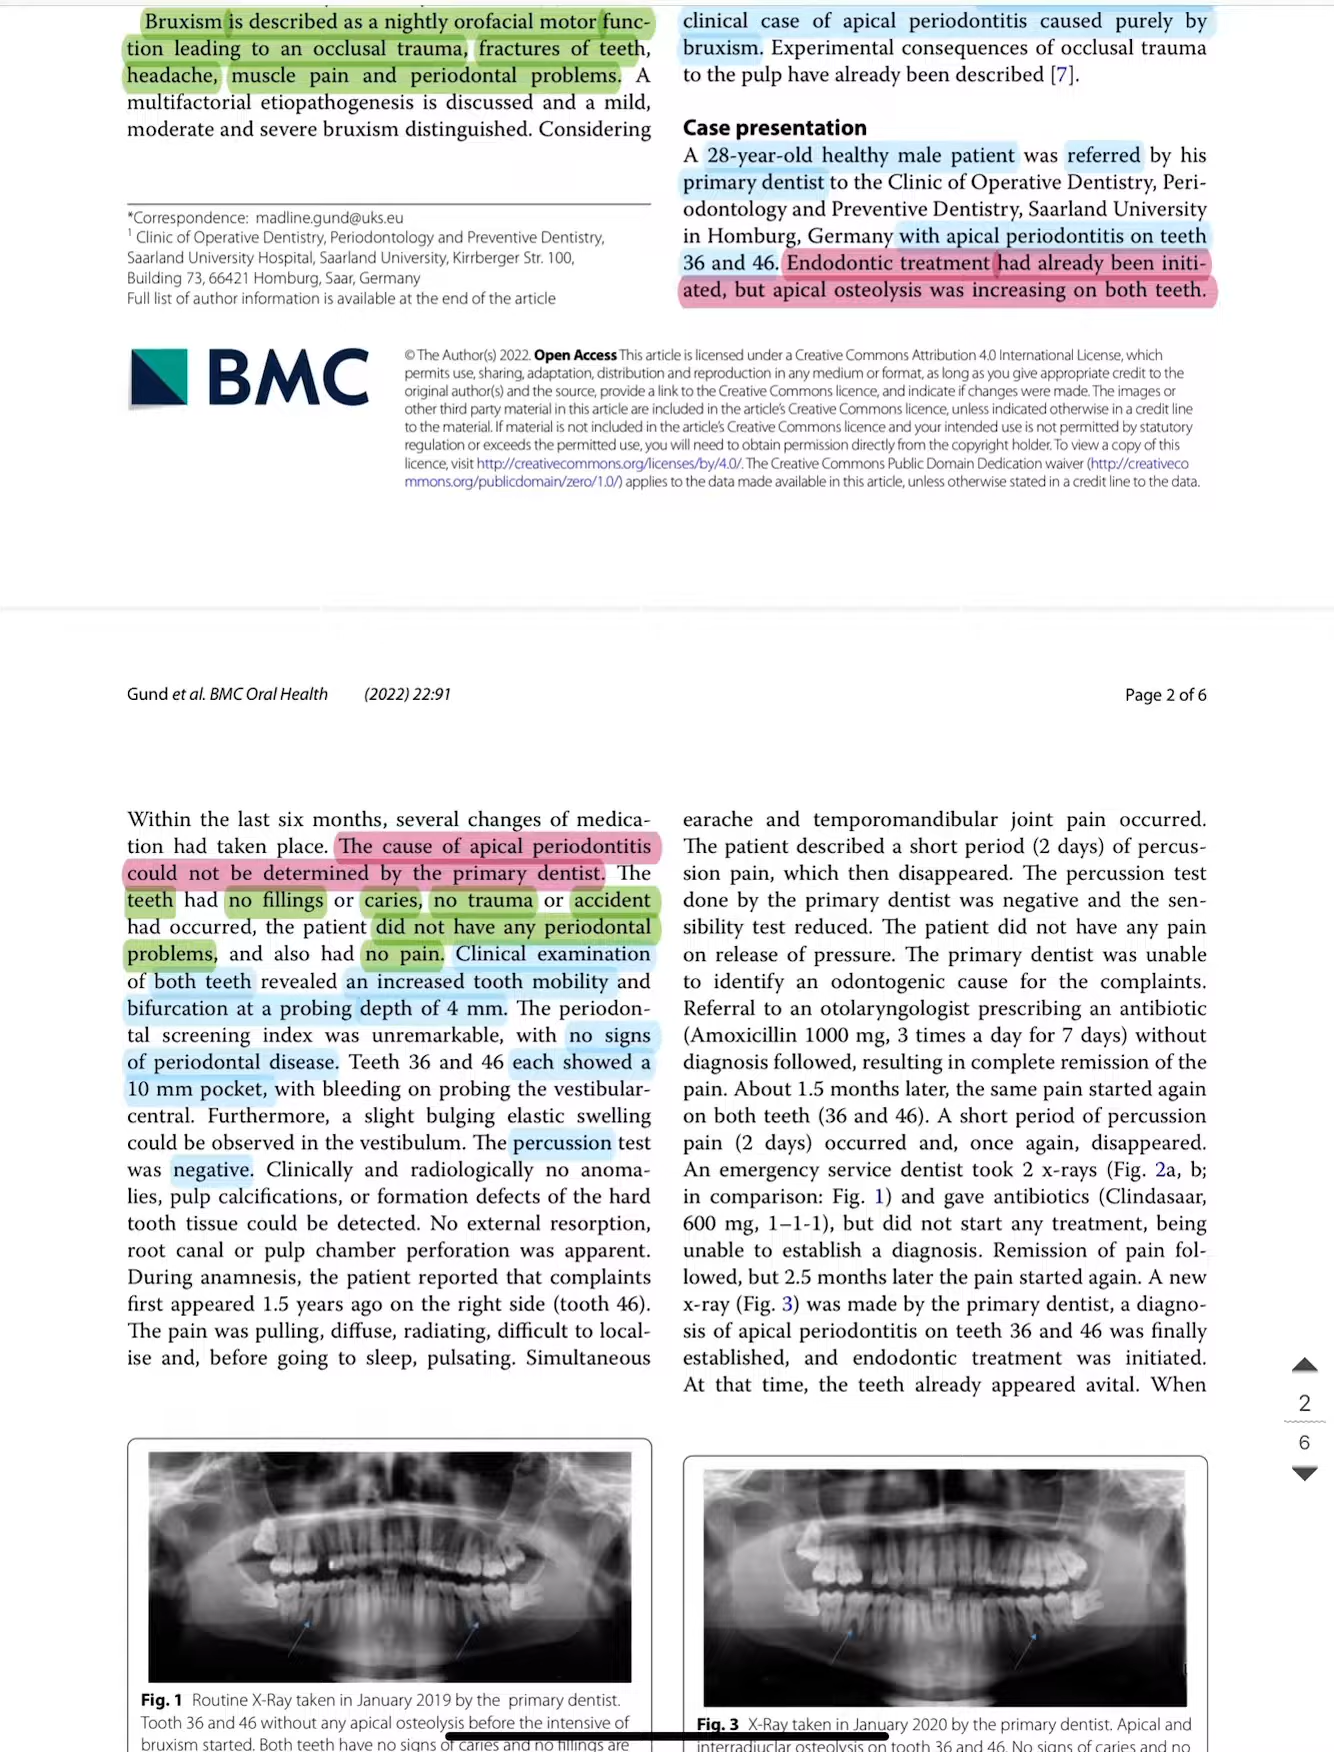 Bruxism is described as a nightly orofacial motor func-
tion leading to an occlusal trauma, fractures of teeth,
headache, muscle pain and periodontal problems. A
multifactorial etiopathogenesis is discussed and a mild,
moderate and severe bruxism distinguished. Considering
*Correspondence: madline.gund@uks.eu
1 Clinic of Operative Dentistry, Periodontology and Preventive Dentistry,
Saarland University Hospital, Saarland University, Kirrberger Str. 100,
Building 73, 66421 Homburg, Saar, Germany
Full list of author information is available at the end of the article
clinical case of apical periodontitis caused purely by
bruxism. Experimental consequences of occlusal trauma
to the pulp have already been described [7].
Case presentation
A 28-year-old healthy male patient was referred by his
primary dentist to the Clinic of Operative Dentistry, Peri-
odontology and Preventive Dentistry, Saarland University
in Homburg, Germany with apical periodontitis on teeth
36 and 46. Endodontic treatment had already been initi-
ated, but apical osteolysis was increasing on both teeth.
BMC
© The Author(s) 2022. Open Access This article is licensed under a Creative Commons Attribution 4.0 International License, which
permits use, sharing, adaptation, distribution and reproduction in any medium or format, as long as you give appropriate credit to the
original author(s) and the source, provide a link to the Creative Commons licence, and indicate if changes were made. The images or
other third party material in this article are included in the article's Creative Commons licence, unless indicated otherwise in a credit line
to the material. If material is not included in the article's Creative Commons licence and your intended use is not permitted by statutory
regulation or exceeds the permitted use, you will need to obtain permission directly from the copyright holder. To view a copy of this
licence, visit http://creativecommons.org/licenses/by/4.0/. The Creative Commons Public Domain Dedication waiver (http://creativeco
mmons.org/publicdomain/zero/1.0/) applies to the data made available in this article, unless otherwise stated in a credit line to the data.
Gund et al. BMC Oral Health (2022) 22:91
Page 2 of 6
Within the last six months, several changes of medica-
tion had taken place. The cause of apical periodontitis
could not be determined by the primary dentist. The
teeth had no fillings or caries, no trauma or accident
had occurred, the patient did not have any periodontal
problems, and also had no pain. Clinical examination
of both teeth revealed an increased tooth mobility and
bifurcation at a probing depth of 4 mm. The periodon-
tal screening index was unremarkable, with no signs
of periodontal disease. Teeth 36 and 46 each showed a
10 mm pocket, with bleeding on probing the vestibular-
central. Furthermore, a slight bulging elastic swelling
could be observed in the vestibulum. The percussion test
was negative. Clinically and radiologically no anoma-
lies, pulp calcifications, or formation defects of the hard
tooth tissue could be detected. No external resorption,
root canal or pulp chamber perforation was apparent.
During anamnesis, the patient reported that complaints
first appeared 1.5 years ago on the right side (tooth 46).
The pain was pulling, diffuse, radiating, difficult to local-
ise and, before going to sleep, pulsating. Simultaneous
earache and temporomandibular joint pain occurred.
The patient described a short period (2 days) of percus-
sion pain, which then disappeared. The percussion test
done by the primary dentist was negative and the sen-
sibility test reduced. The patient did not have any pain
on release of pressure. The primary dentist was unable
to identify an odontogenic cause for the complaints.
Referral to an otolaryngologist prescribing an antibiotic
(Amoxicillin 1000 mg, 3 times a day for 7 days) without
diagnosis followed, resulting in complete remission of the
pain. About 1.5 months later, the same pain started again
on both teeth (36 and 46). A short period of percussion
pain (2 days) occurred and, once again, disappeared.
An emergency service dentist took 2 x-rays (Fig. 2a, b;
in comparison: Fig. 1) and gave antibiotics (Clindasaar,
600 mg, 1–1-1), but did not start any treatment, being
unable to establish a diagnosis. Remission of pain fol-
lowed, but 2.5 months later the pain started again. A new
x-ray (Fig. 3) was made by the primary dentist, a diagno-
sis of apical periodontitis on teeth 36 and 46 was finally
established, and endodontic treatment was initiated.
At that time, the teeth already appeared avital. When
2
6
Fig. 1 Routine X-Ray taken in January 2019 by the primary dentist.
Tooth 36 and 46 without any apical osteolysis before the intensive of
bruxism started. Both teeth have no signs of caries and no fillings are
Fig. 3 X-Ray taken in January 2020 by the primary dentist. Apical and
interradicular osteolysis on tooth 36 and 46. No signs of caries and no